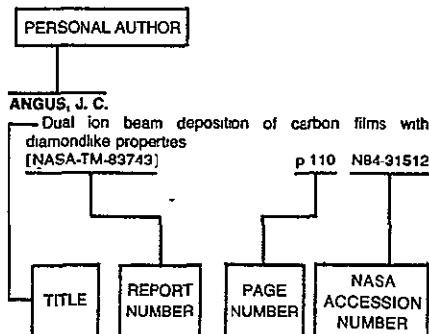 PERSONAL AUTHOR
ANGUS, J. C.
Dual ion beam deposition of carbon films with
diamondlike properties
[NASA-TM-83743] p 110 N84-31512
TITLE
REPORT
NUMBER
PAGE
NUMBER
NASA
ACCESSION
NUMBER